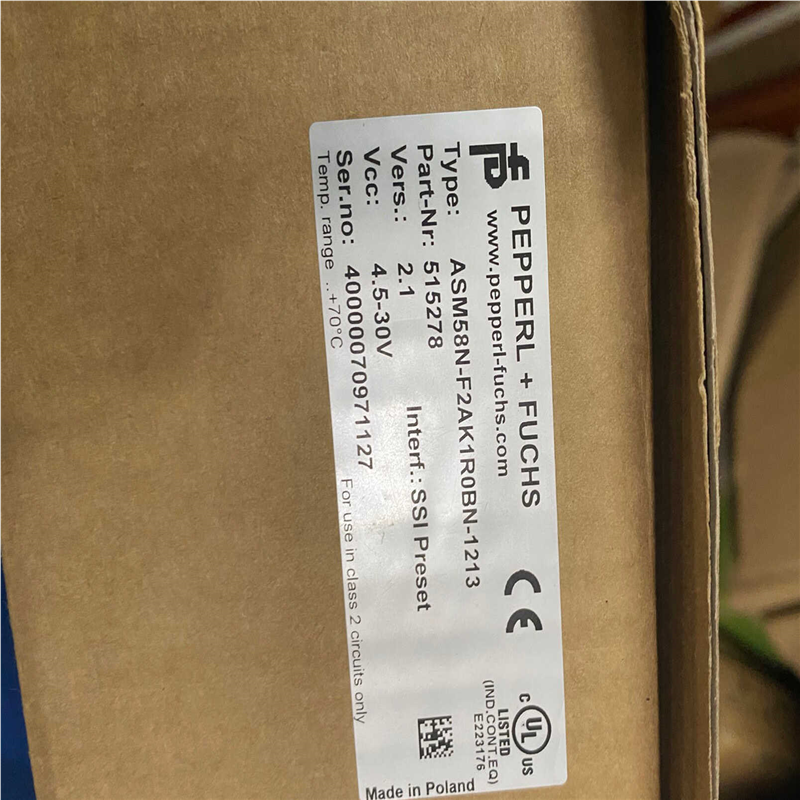 PEPPERL + FUCHS
www.pepperl-fuchs.com
Type: ASM58N-F2AK1R0BN-1213
Part-Nr: 515278
Vers.: 2.1 Interf.: SSI Preset
Vcc: 4.5-30V
Ser.no: 40000070971127
Temp. range ..+70°C For use in class 2 circuits only
CE
C UL US
LISTED
(IND.CONT.EQ)
E223176
Made in Poland